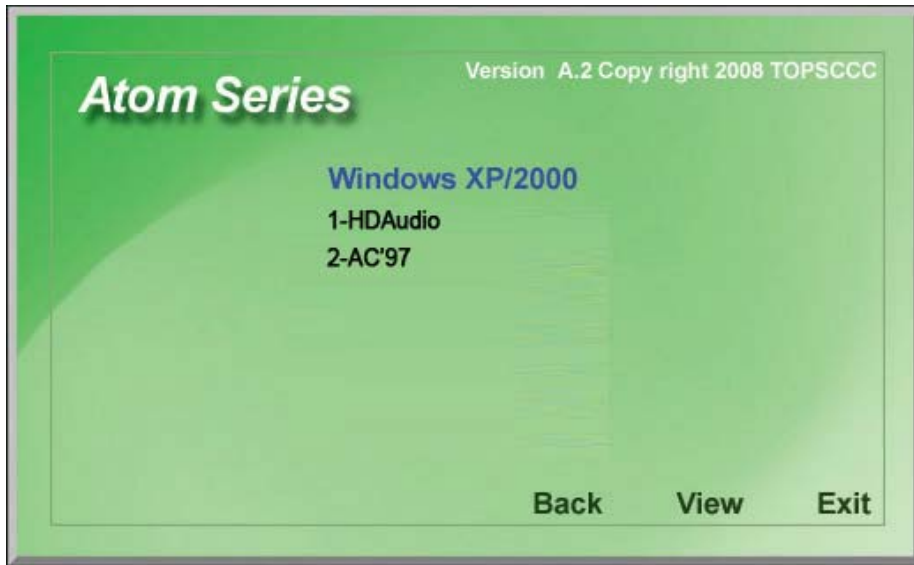 Atom Series
Version A.2 Copy right 2008 TOPSCCC
Windows XP/2000
1-HDAudio
2-AC'97
Back View Exit